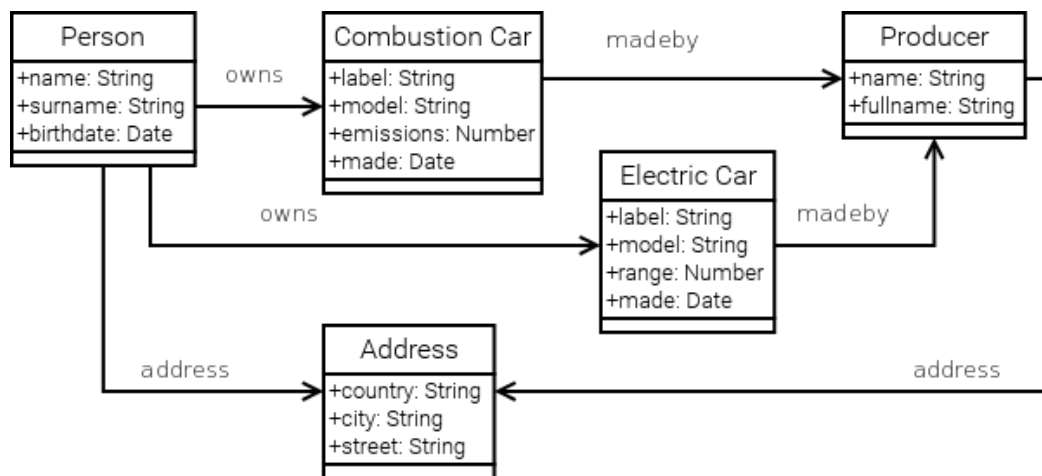 Person
+name: String
+surname: String
+birthdate: Date
owns
Combustion Car
+label: String
+model: String
+emissions: Number
+made: Date
madeby
Producer
+name: String
+fullname: String
owns
Electric Car
+label: String
+model: String
+range: Number
+made: Date
madeby
address
Address
+country: String
+city: String
+street: String
address